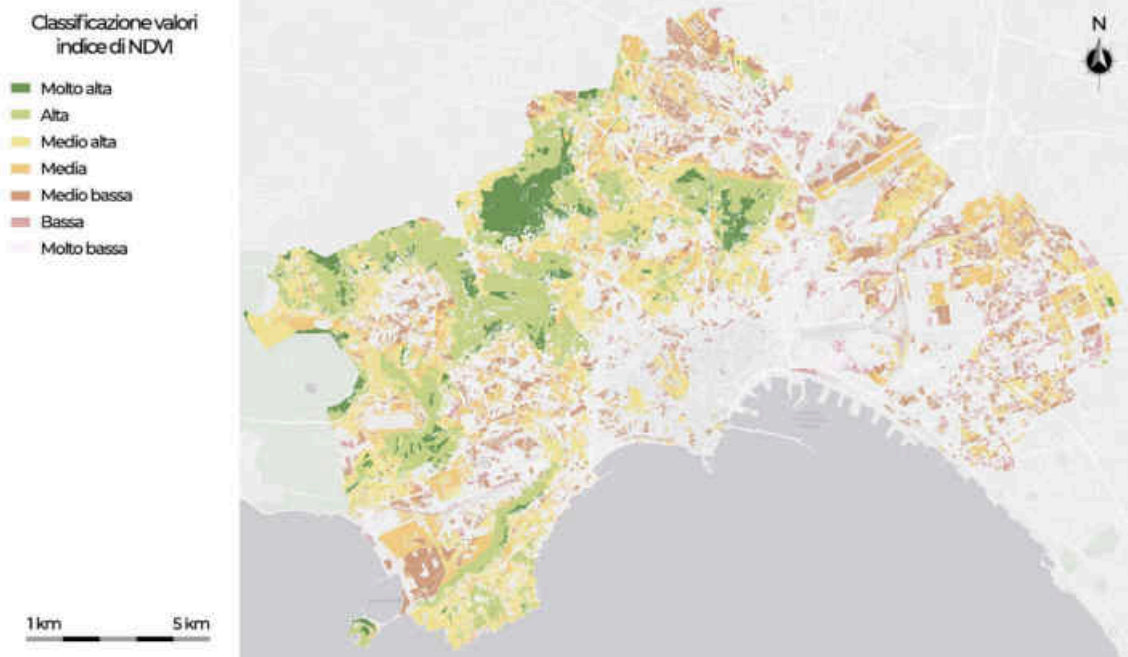 Classificazione valori
indice di NDVI
N
Molto alta
Alta
Medio alta
Media
Medio bassa
Bassa
Molto bassa
1 km 5 km